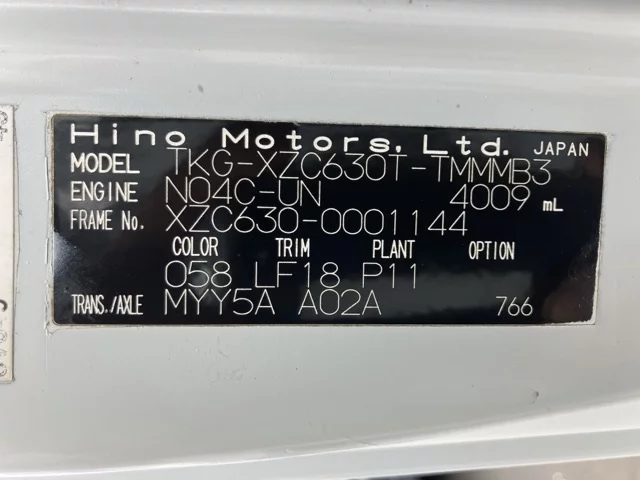 Hino Motors, Ltd. JAPAN
MODEL TKG-XZC630T-TMMMB3
ENGINE N04C-UN 4009 mL
FRAME No. XZC630-0001144
COLOR TRIM PLANT OPTION
058 LF18 P11
TRANS./AXLE MYY5A A02A 766